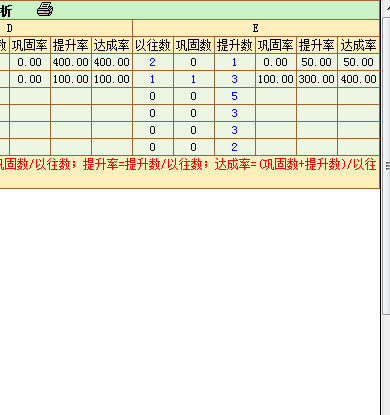 析
D E
数 巩固率 提升率 达成率 以往数 巩固数 提升数 巩固率 提升率 达成率
0.00 400.00 400.00 2 0 1 0.00 50.00 50.00
0.00 100.00 100.00 1 1 3 100.00 300.00 400.00
0 0 5
0 0 3
0 0 3
0 0 2
巩固数/以往数；提升率=提升数/以往数；达成率=(巩固数+提升数)/以往